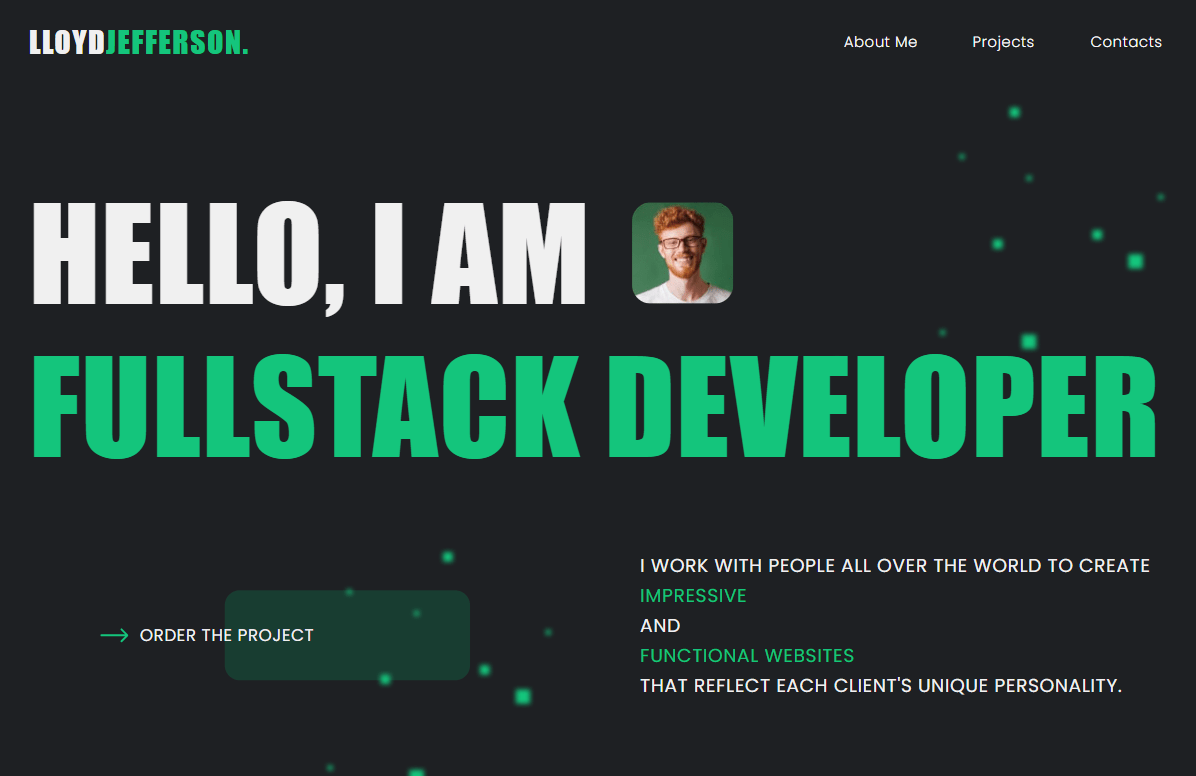 LLOYDJEFFERSON.
About Me
Projects
Contacts
HELLO, I AM
FULLSTACK DEVELOPER
ORDER THE PROJECT
I WORK WITH PEOPLE ALL OVER THE WORLD TO CREATE
IMPRESSIVE
AND
FUNCTIONAL WEBSITES
THAT REFLECT EACH CLIENT'S UNIQUE PERSONALITY.